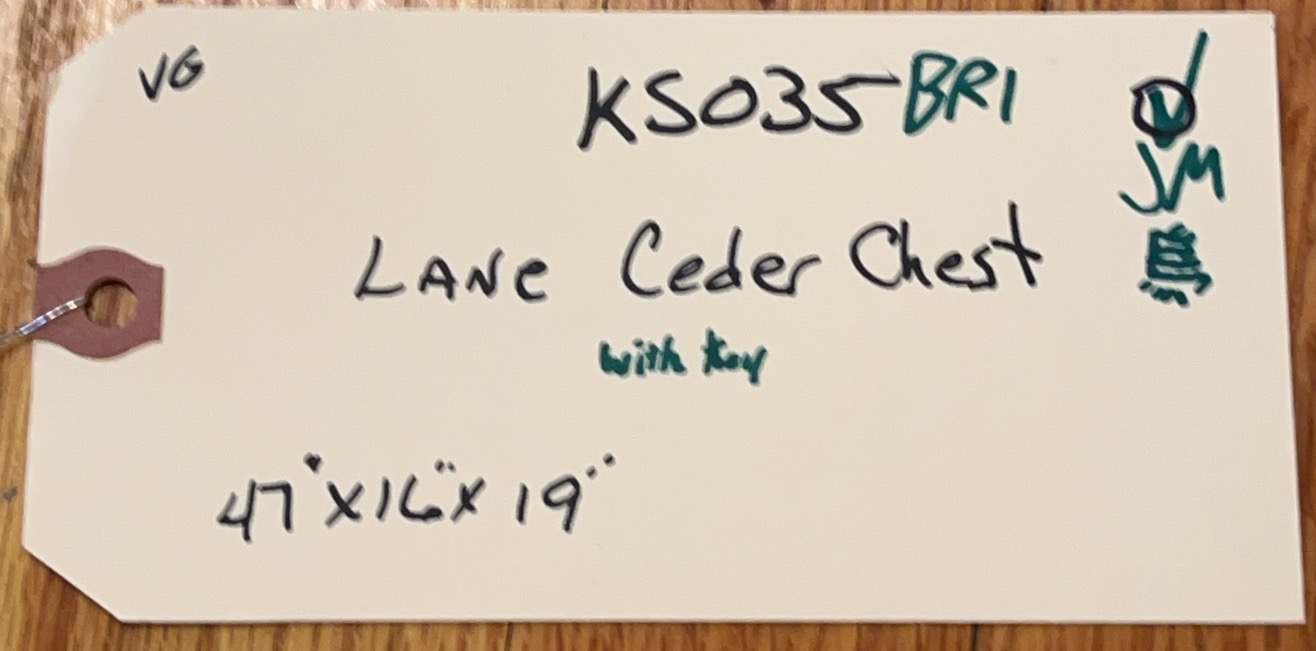 VG
KS035 BR1
JM
LANE Ceder Chest
with key
47"x16"x19"